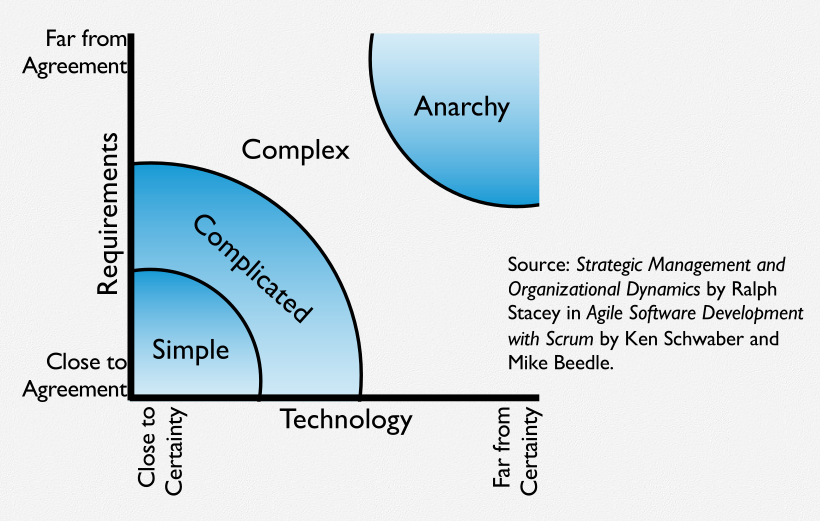 Far from
Agreement
Anarchy
Complex
Requirements
Complicated
Simple
Close to
Agreement
Technology
Close to
Certainty
Far from
Certainty
Source: Strategic Management and
Organizational Dynamics by Ralph
Stacey in Agile Software Development
with Scrum by Ken Schwaber and
Mike Beedle.